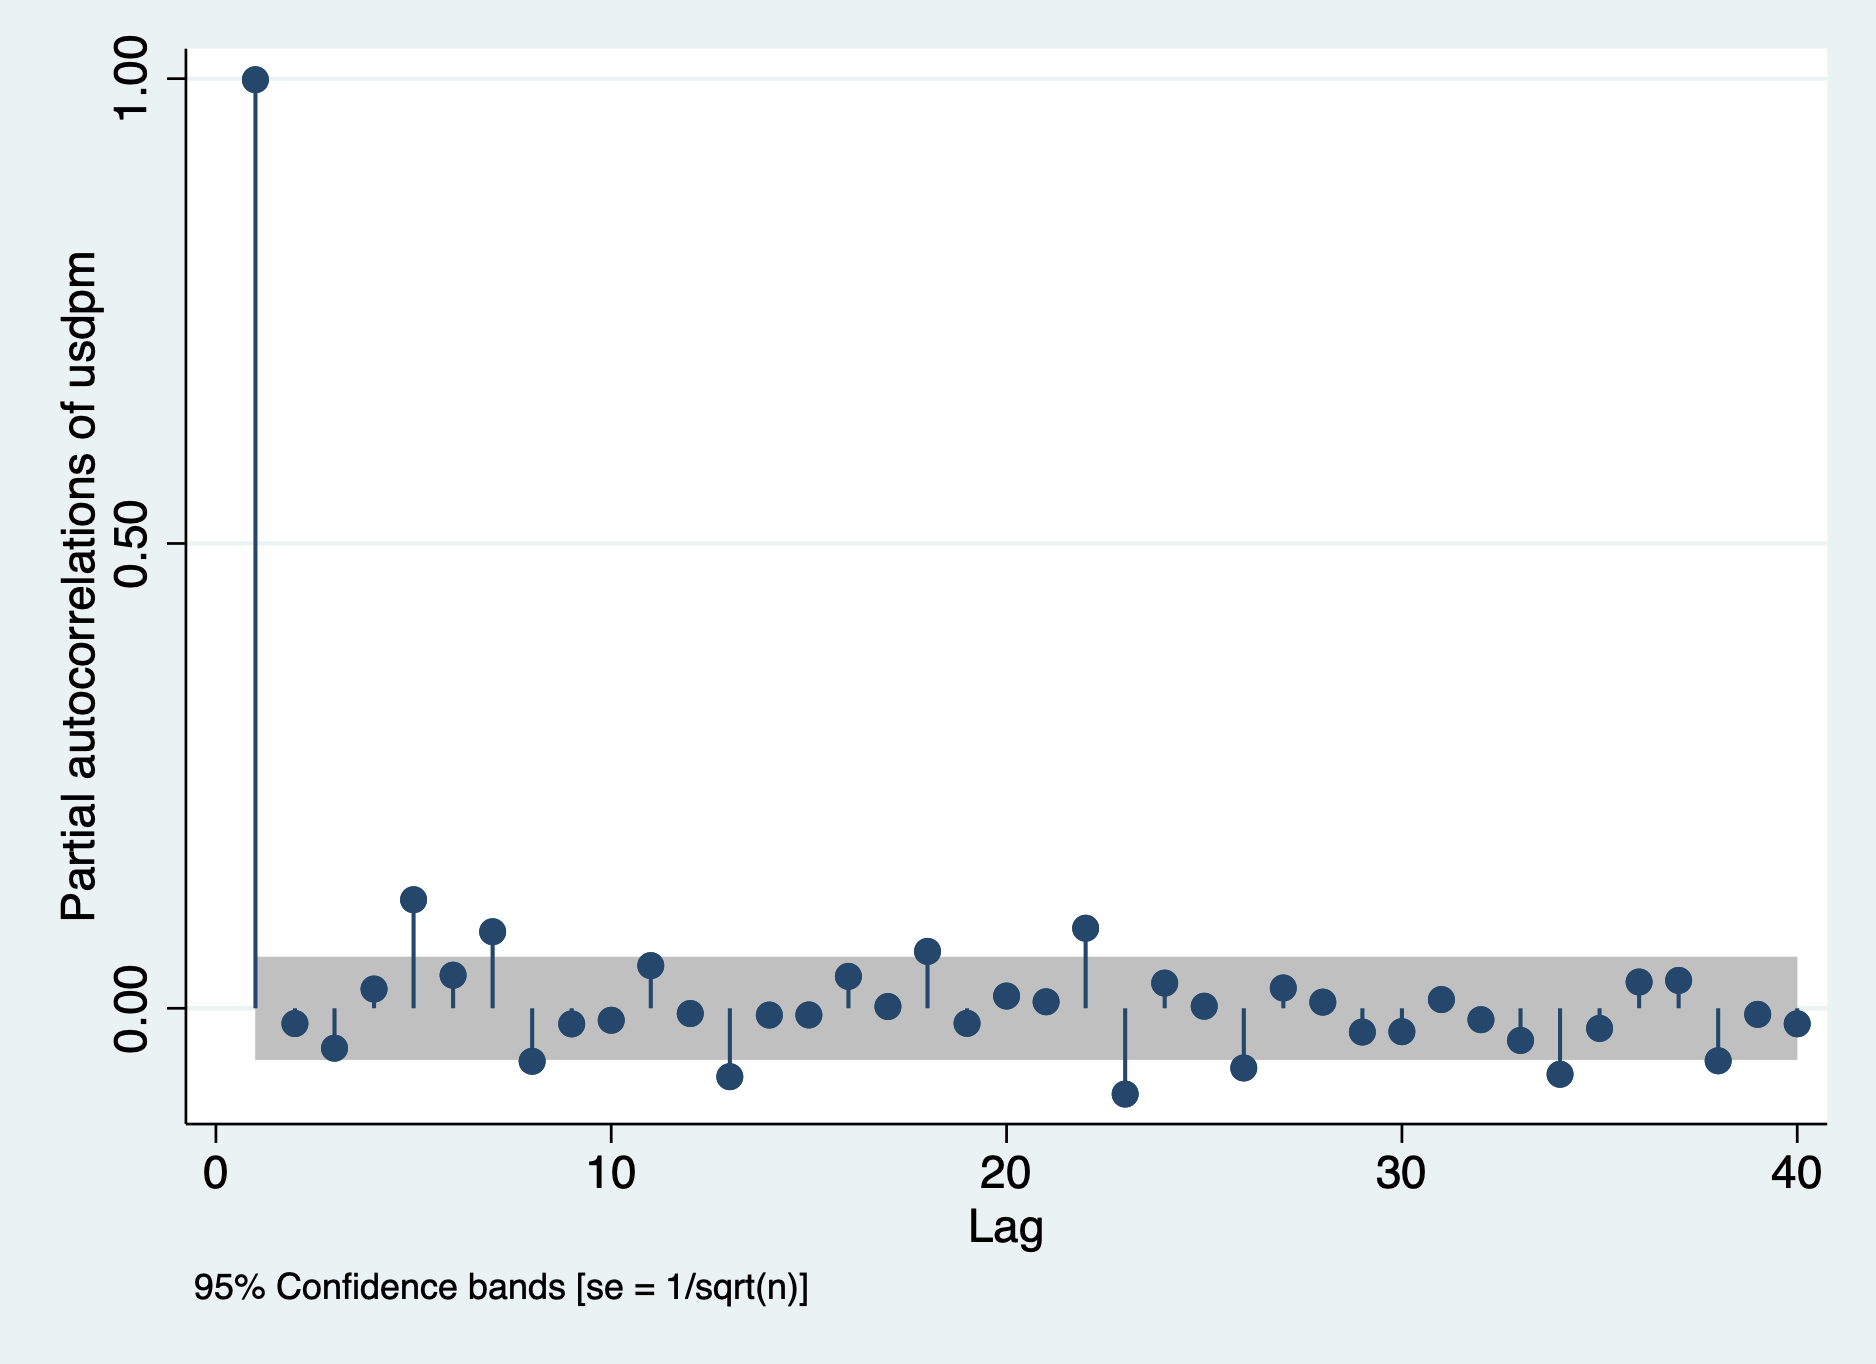 Partial autocorrelations of usdpm
1.00
0.50
0.00
0 10 20 30 40
Lag
95% Confidence bands [se = 1/sqrt(n)]